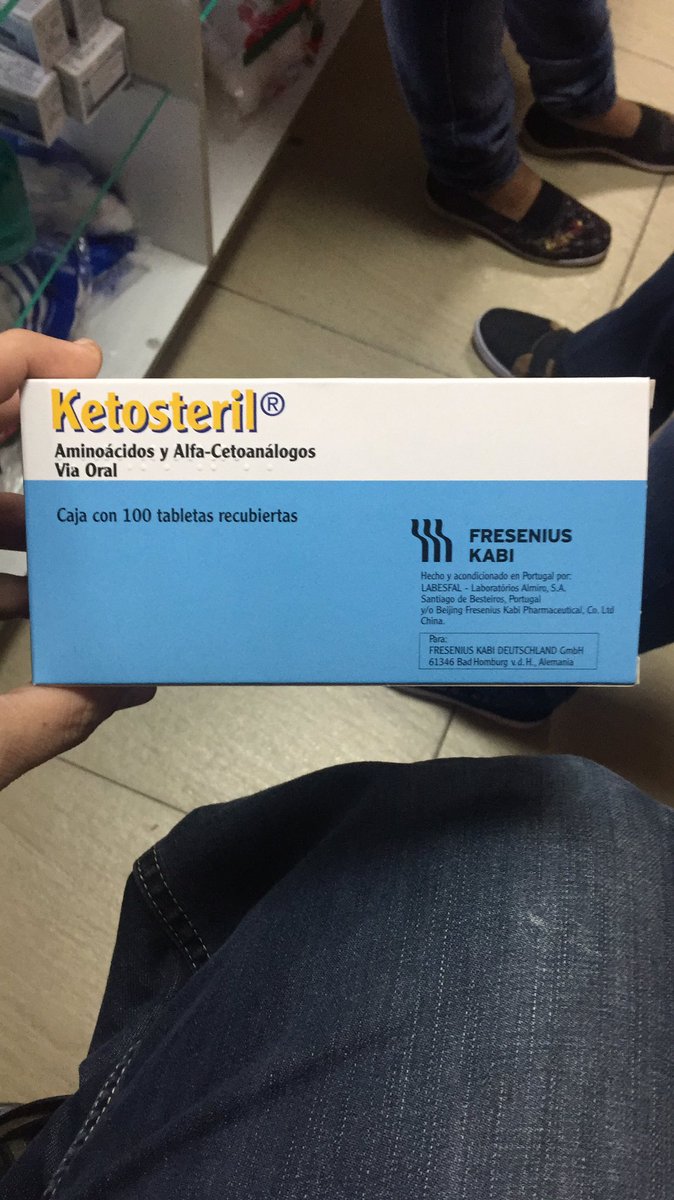 Ketosteril®
Aminoácidos y Alfa-Cetoanálogos
Via Oral
Caja con 100 tabletas recubiertas
FRESENIUS
KABI
Hecho y acondicionado en Portugal por:
LABESFAL - Laboratórios Almiro, S.A.
Santiago de Besteiros, Portugal
y/o Beijing Fresenius Kabi Pharmaceutical, Co, Ltd
China.
Para:
FRESENIUS KABI DEUTSCHLAND GmbH
61346 Bad Homburg v.d.H., Alemania